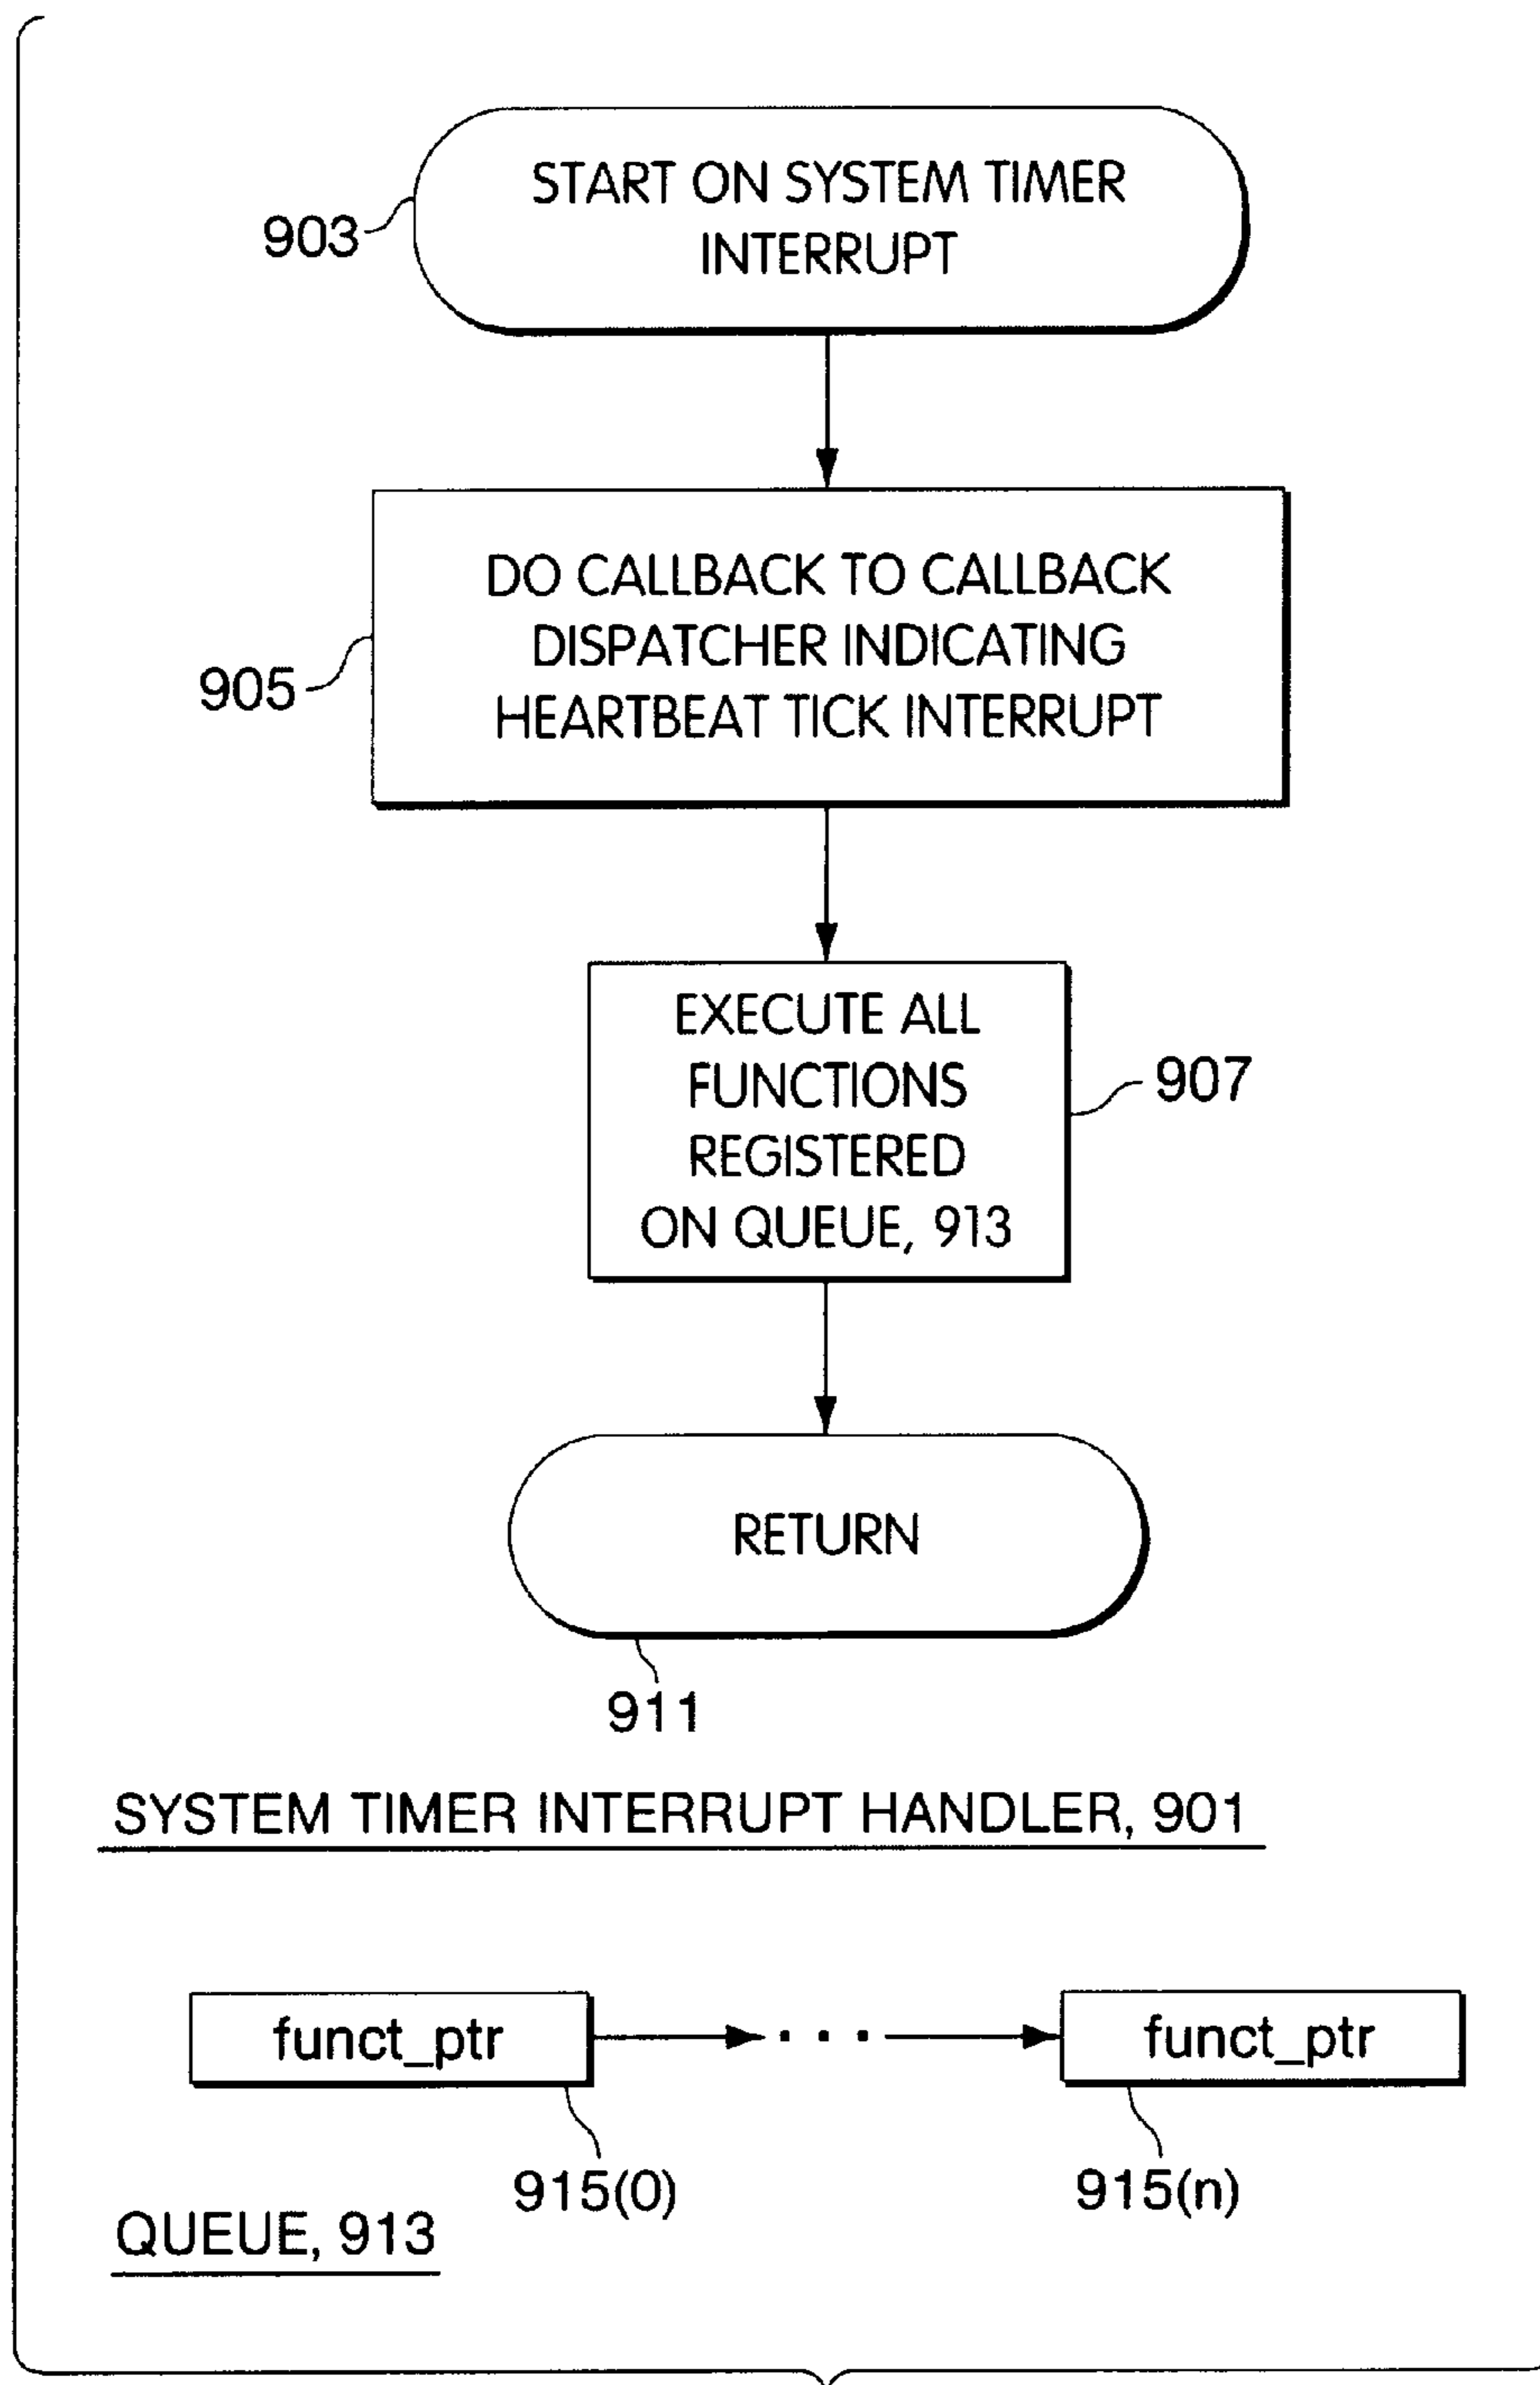 START ON SYSTEM TIMER
INTERRUPT
903
DO CALLBACK TO CALLBACK
DISPATCHER INDICATING
HEARTBEAT TICK INTERRUPT
905
EXECUTE ALL
FUNCTIONS
REGISTERED
ON QUEUE, 913
907
RETURN
911
SYSTEM TIMER INTERRUPT HANDLER, 901
funct_ptr
funct_ptr
915(0)
915(n)
QUEUE, 913